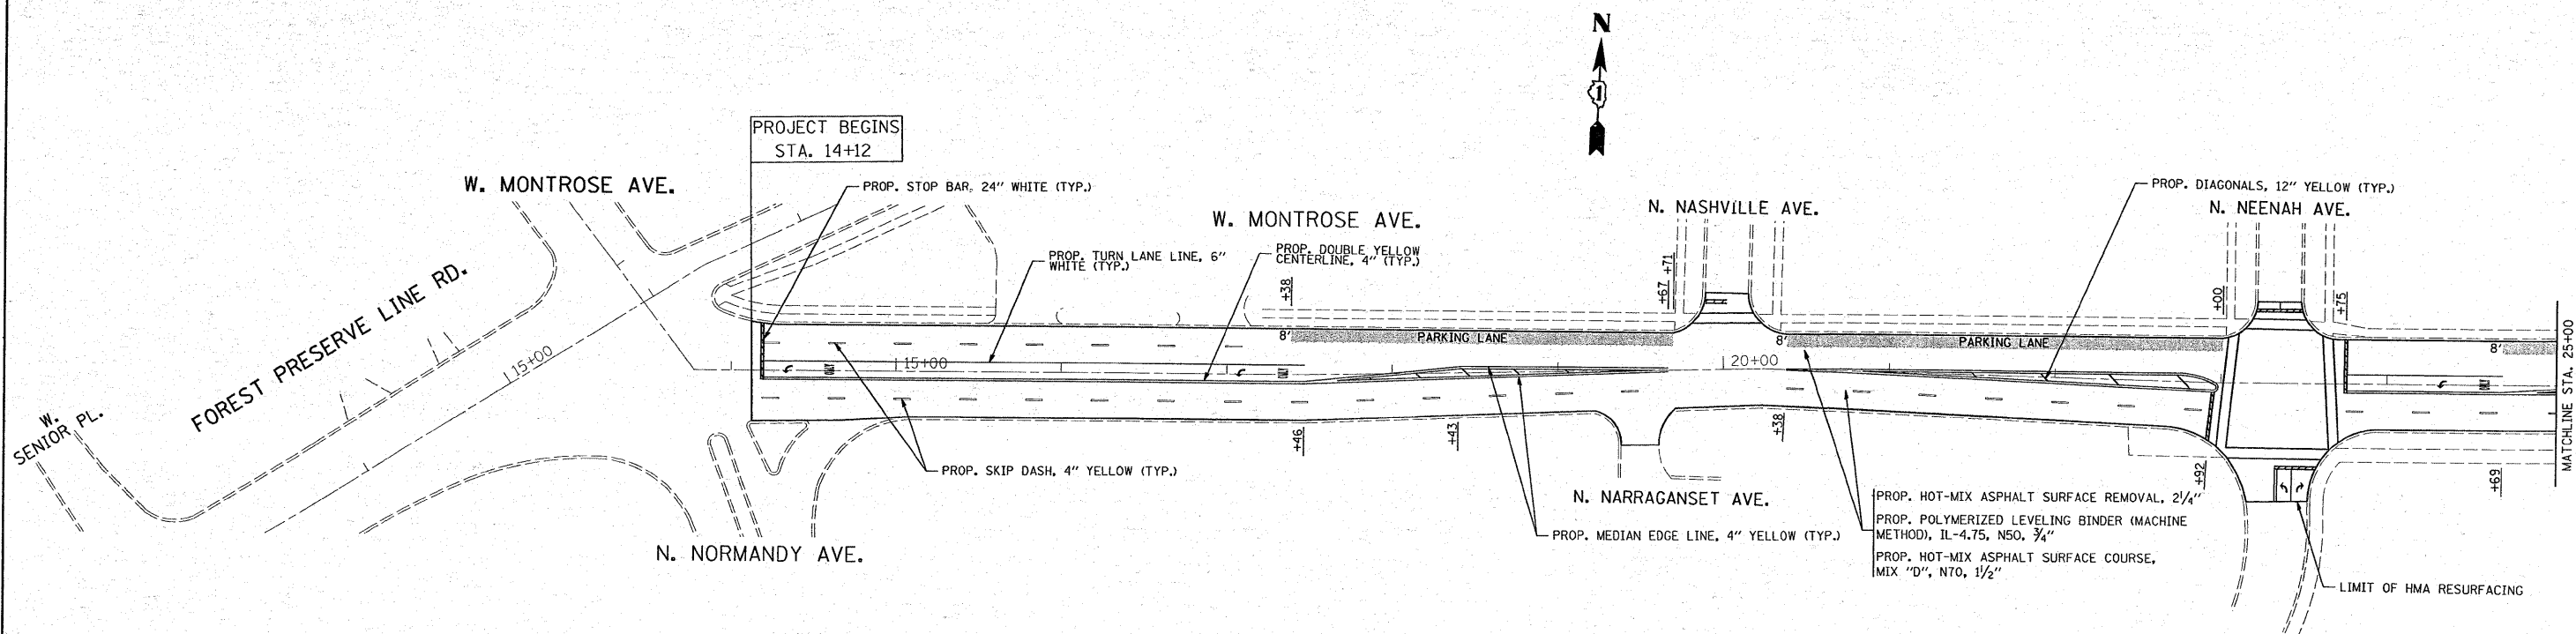 N
1
PROJECT BEGINS
STA. 14+12
W. MONTROSE AVE.
PROP. STOP BAR, 24" WHITE (TYP.)
W. MONTROSE AVE.
N. NASHVILLE AVE.
PROP. DIAGONALS, 12" YELLOW (TYP.)
N. NEENAH AVE.
PROP. TURN LANE LINE, 6"
WHITE (TYP.)
PROP. DOUBLE YELLOW
CENTERLINE, 4" (TYP.)
FOREST PRESERVE LINE RD.
15+00
W.
SENIOR PL.
+38
+67
+71
+00
+75
8'
PARKING LANE
8'
PARKING LANE
8'
15+00
20+00
ONLY
MATCHLINE STA. 25+00
+46
+43
+38
+92
+69
PROP. SKIP DASH, 4" YELLOW (TYP.)
N. NARRAGANSET AVE.
PROP. MEDIAN EDGE LINE, 4" YELLOW (TYP.)
PROP. HOT-MIX ASPHALT SURFACE REMOVAL, 2 1/4"
PROP. POLYMERIZED LEVELING BINDER (MACHINE
METHOD), IL-4.75, N50, 3/4"
PROP. HOT-MIX ASPHALT SURFACE COURSE,
MIX "D", N70, 1 1/2"
N. NORMANDY AVE.
LIMIT OF HMA RESURFACING